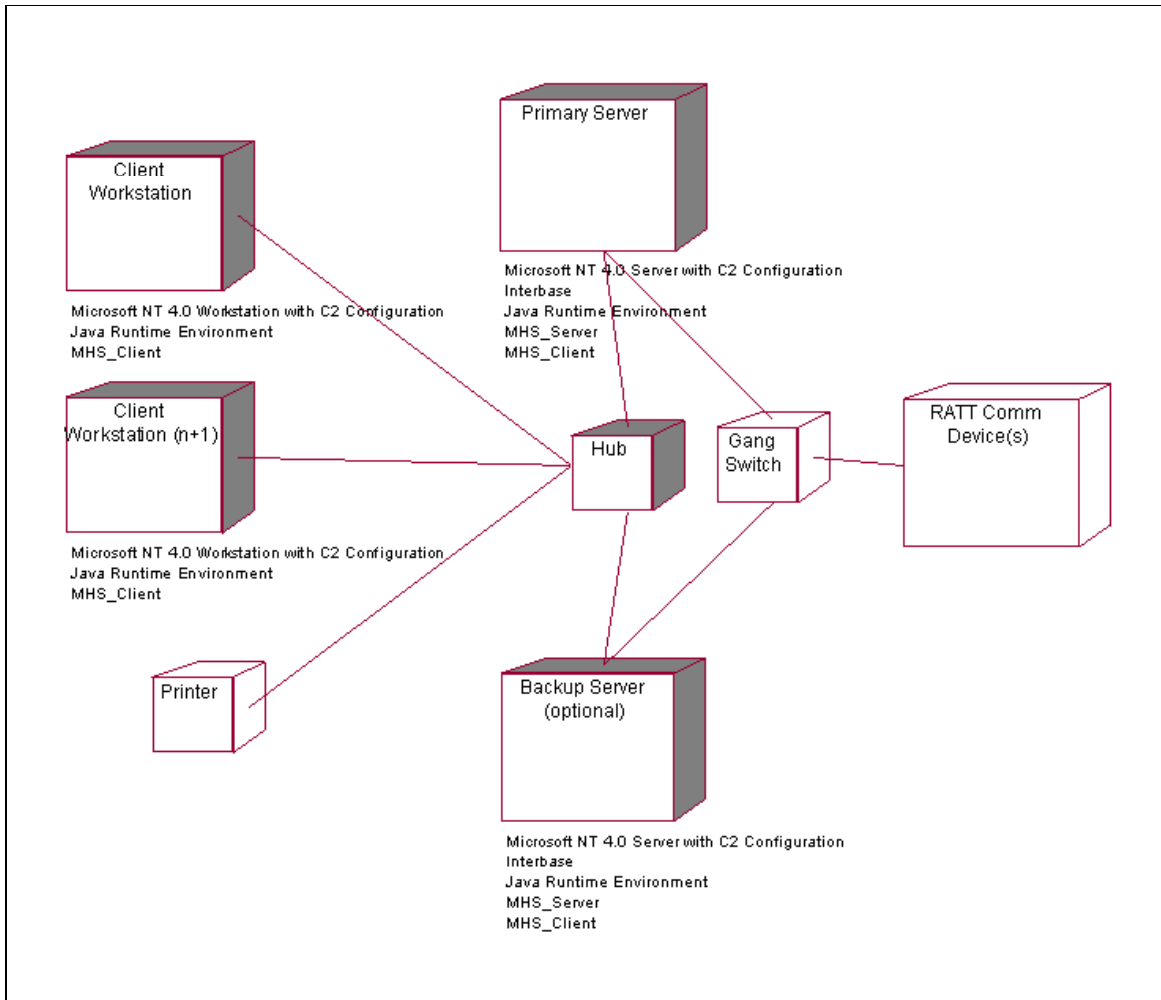 Primary Server
Microsoft NT 4.0 Server with C2 Configuration
Interbase
Java Runtime Environment
MHS_Server
MHS_Client
Client
Workstation
Microsoft NT 4.0 Workstation with C2 Configuration
Java Runtime Environment
MHS_Client
Client
Workstation (n+1)
Microsoft NT 4.0 Workstation with C2 Configuration
Java Runtime Environment
MHS_Client
Hub
Gang
Switch
RATT Comm
Device(s)
Printer
Backup Server
(optional)
Microsoft NT 4.0 Server with C2 Configuration
Interbase
Java Runtime Environment
MHS_Server
MHS_Client